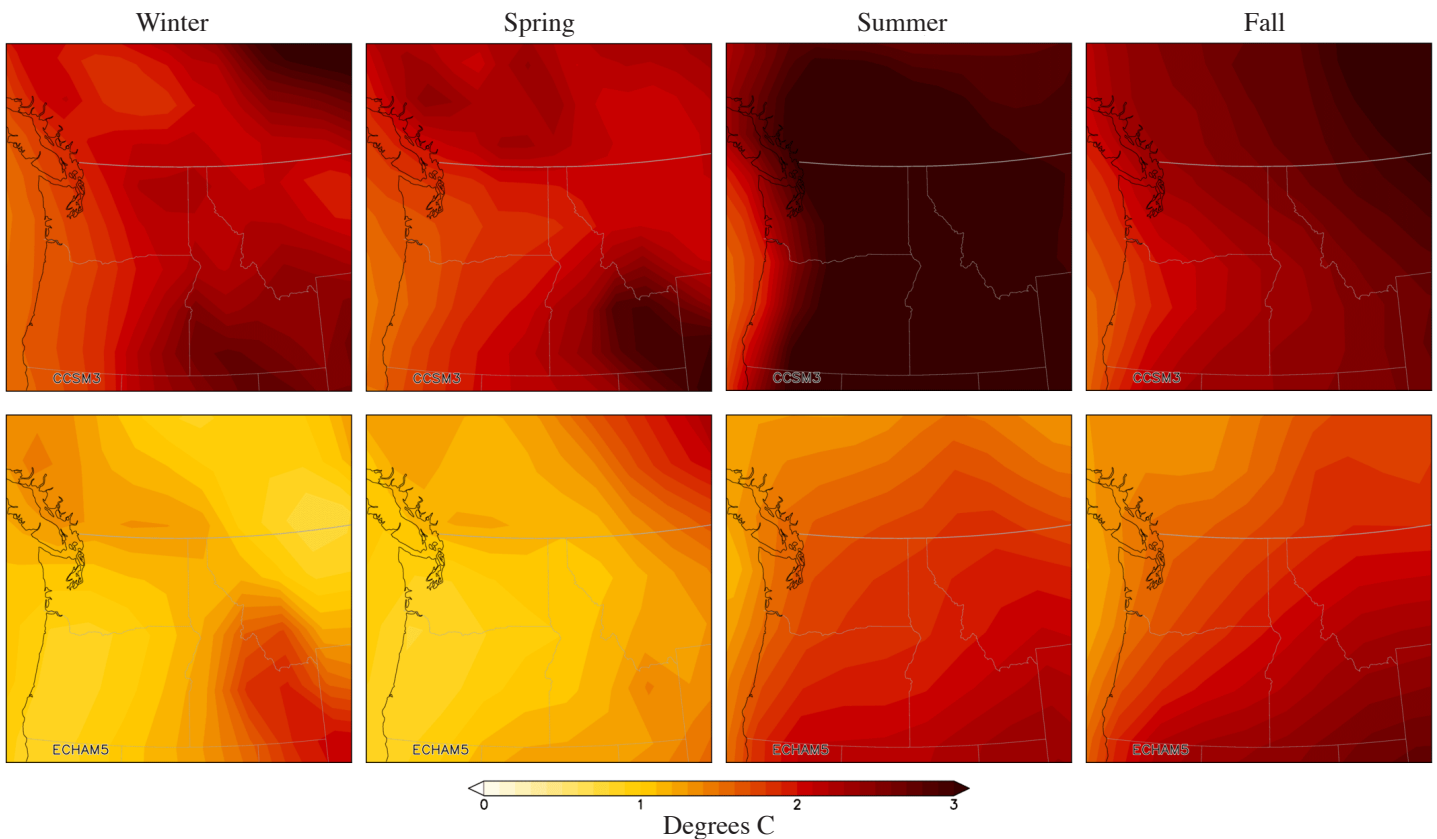 Winter Spring Summer Fall
CCSM3 CCSM3 CCSM3 CCSM3
ECHAM5 ECHAM5 ECHAM5 ECHAM5
0 1 2 3
Degrees C